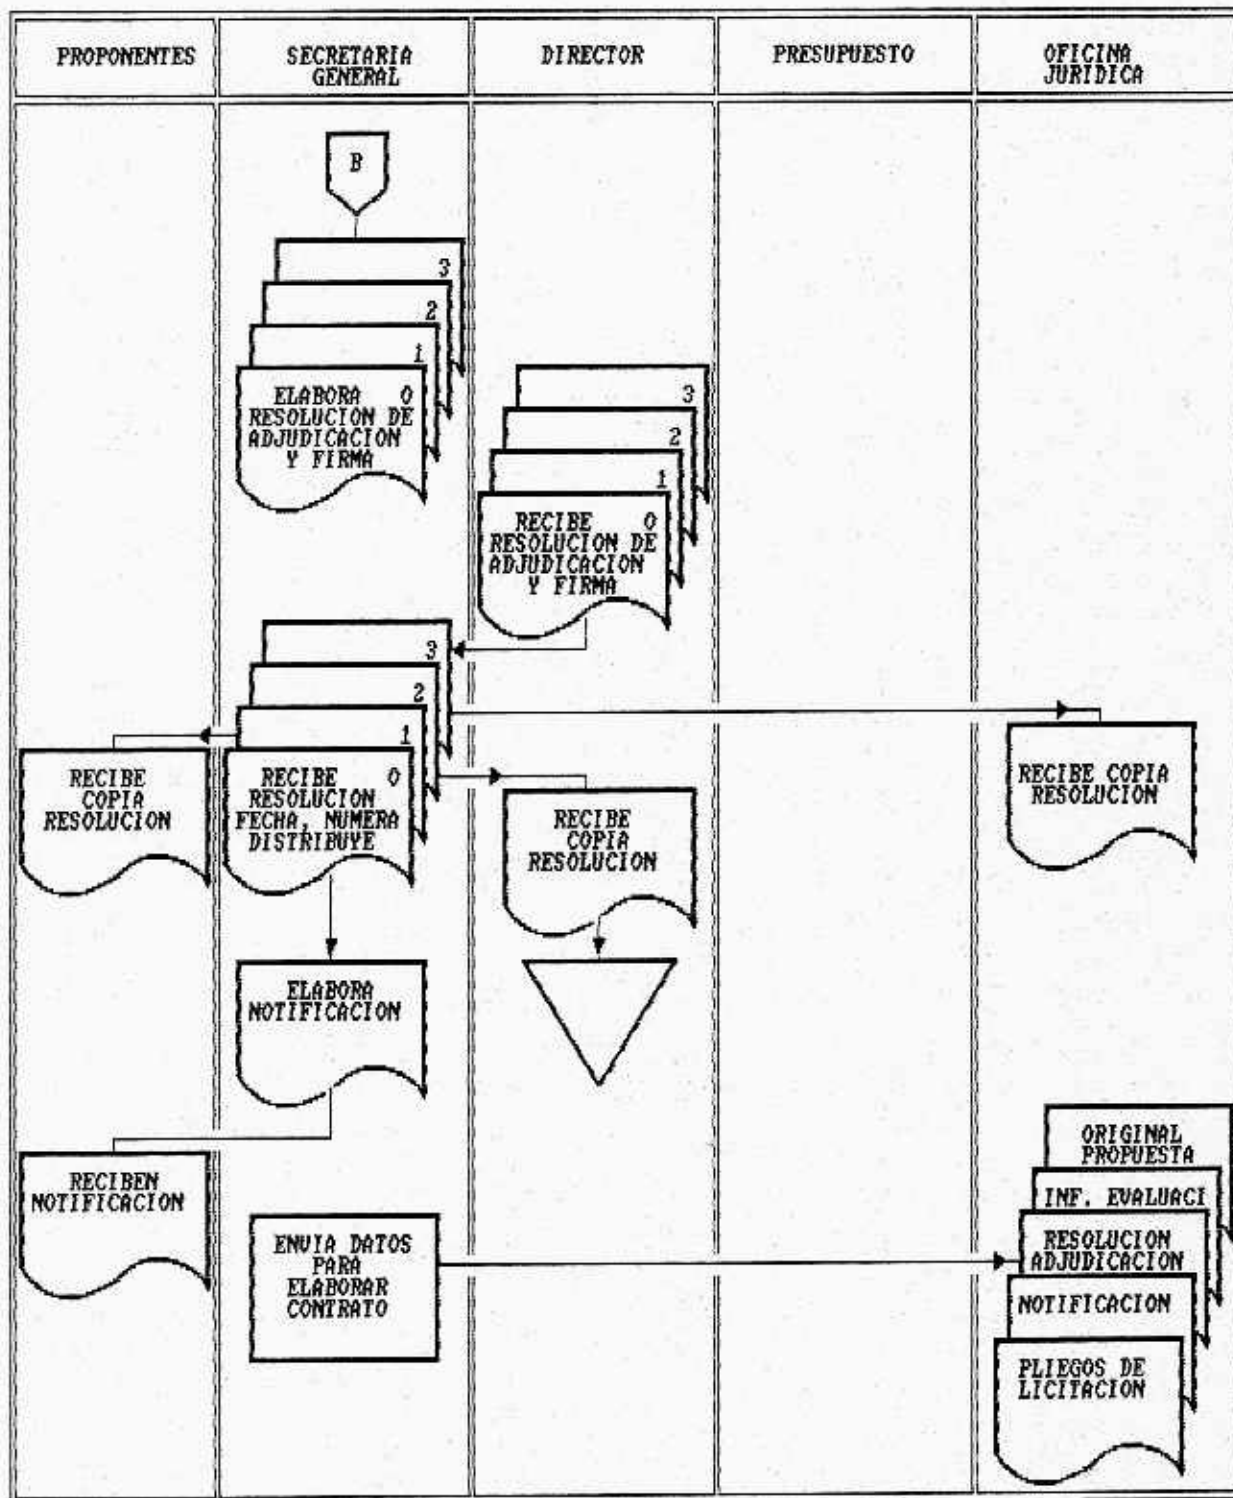 PROPONENTES
SECRETARIA
GENERAL
DIRECTOR
PRESUPUESTO
OFICINA
JURIDICA
B
3
2
1
ELABORA 0
RESOLUCION DE
ADJUDICACION
Y FIRMA
3
2
1
RECIBE 0
RESOLUCION DE
ADJUDICACION
Y FIRMA
3
2
1
RECIBE 0
RESOLUCION
FECHA, NUMERA
DISTRIBUYE
RECIBE
COPIA
RESOLUCION
RECIBE
COPIA
RESOLUCION
RECIBE COPIA
RESOLUCION
ELABORA
NOTIFICACION
RECIBEN
NOTIFICACION
ENVIA DATOS
PARA
ELABORAR
CONTRATO
ORIGINAL
PROPUESTA
INF. EVALUACI
RESOLUCION
ADJUDICACION
NOTIFICACION
PLIEGOS DE
LICITACION